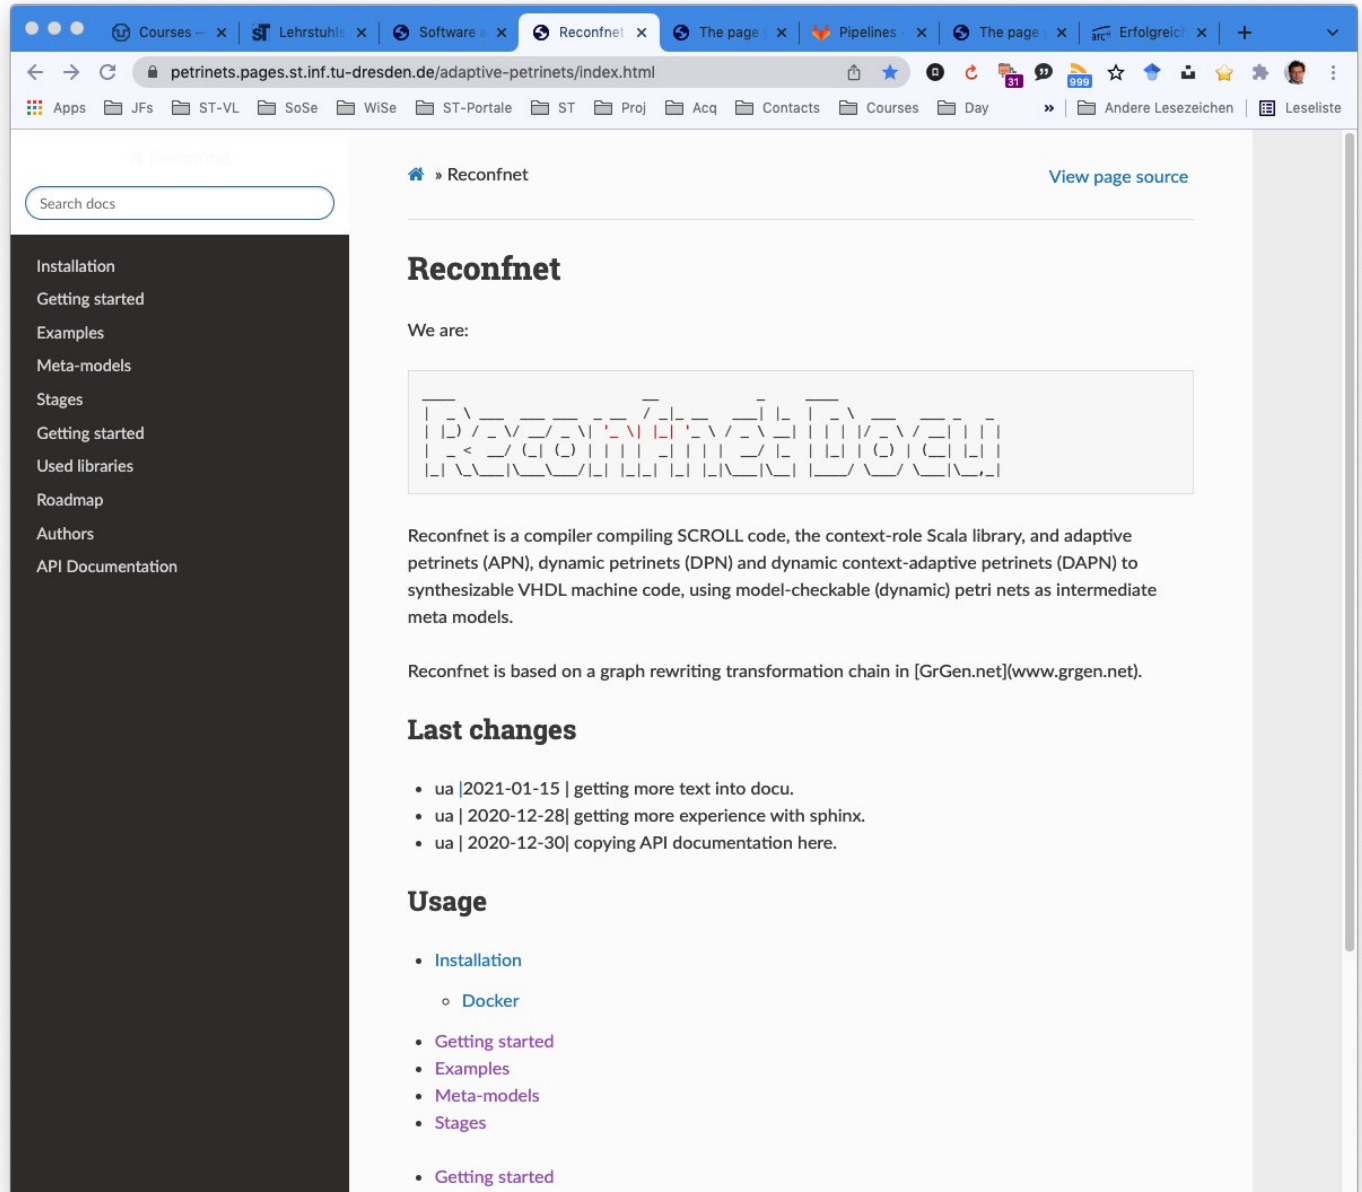 Courses —
Lehrstuhls
Software a
Reconfnet
The page y
Pipelines ·
The page y
Erfolgreich
petrinets.pages.st.inf.tu-dresden.de/adaptive-petrinets/index.html
31
999
Apps
JFs
ST-VL
SoSe
WiSe
ST-Portale
ST
Proj
Acq
Contacts
Courses
Day
»
Andere Lesezeichen
Leseliste
Reconfnet
Search docs
Installation
Getting started
Examples
Meta-models
Stages
Getting started
Used libraries
Roadmap
Authors
API Documentation
» Reconfnet
View page source
Reconfnet
We are:
Reconfnet Docu
Reconfnet is a compiler compiling SCROLL code, the context-role Scala library, and adaptive
petrinets (APN), dynamic petrinets (DPN) and dynamic context-adaptive petrinets (DAPN) to
synthesizable VHDL machine code, using model-checkable (dynamic) petri nets as intermediate
meta models.
Reconfnet is based on a graph rewriting transformation chain in [GrGen.net](www.grgen.net).
Last changes
• ua |2021-01-15 | getting more text into docu.
• ua | 2020-12-28| getting more experience with sphinx.
• ua | 2020-12-30| copying API documentation here.
Usage
• Installation
◦ Docker
• Getting started
• Examples
• Meta-models
• Stages
• Getting started